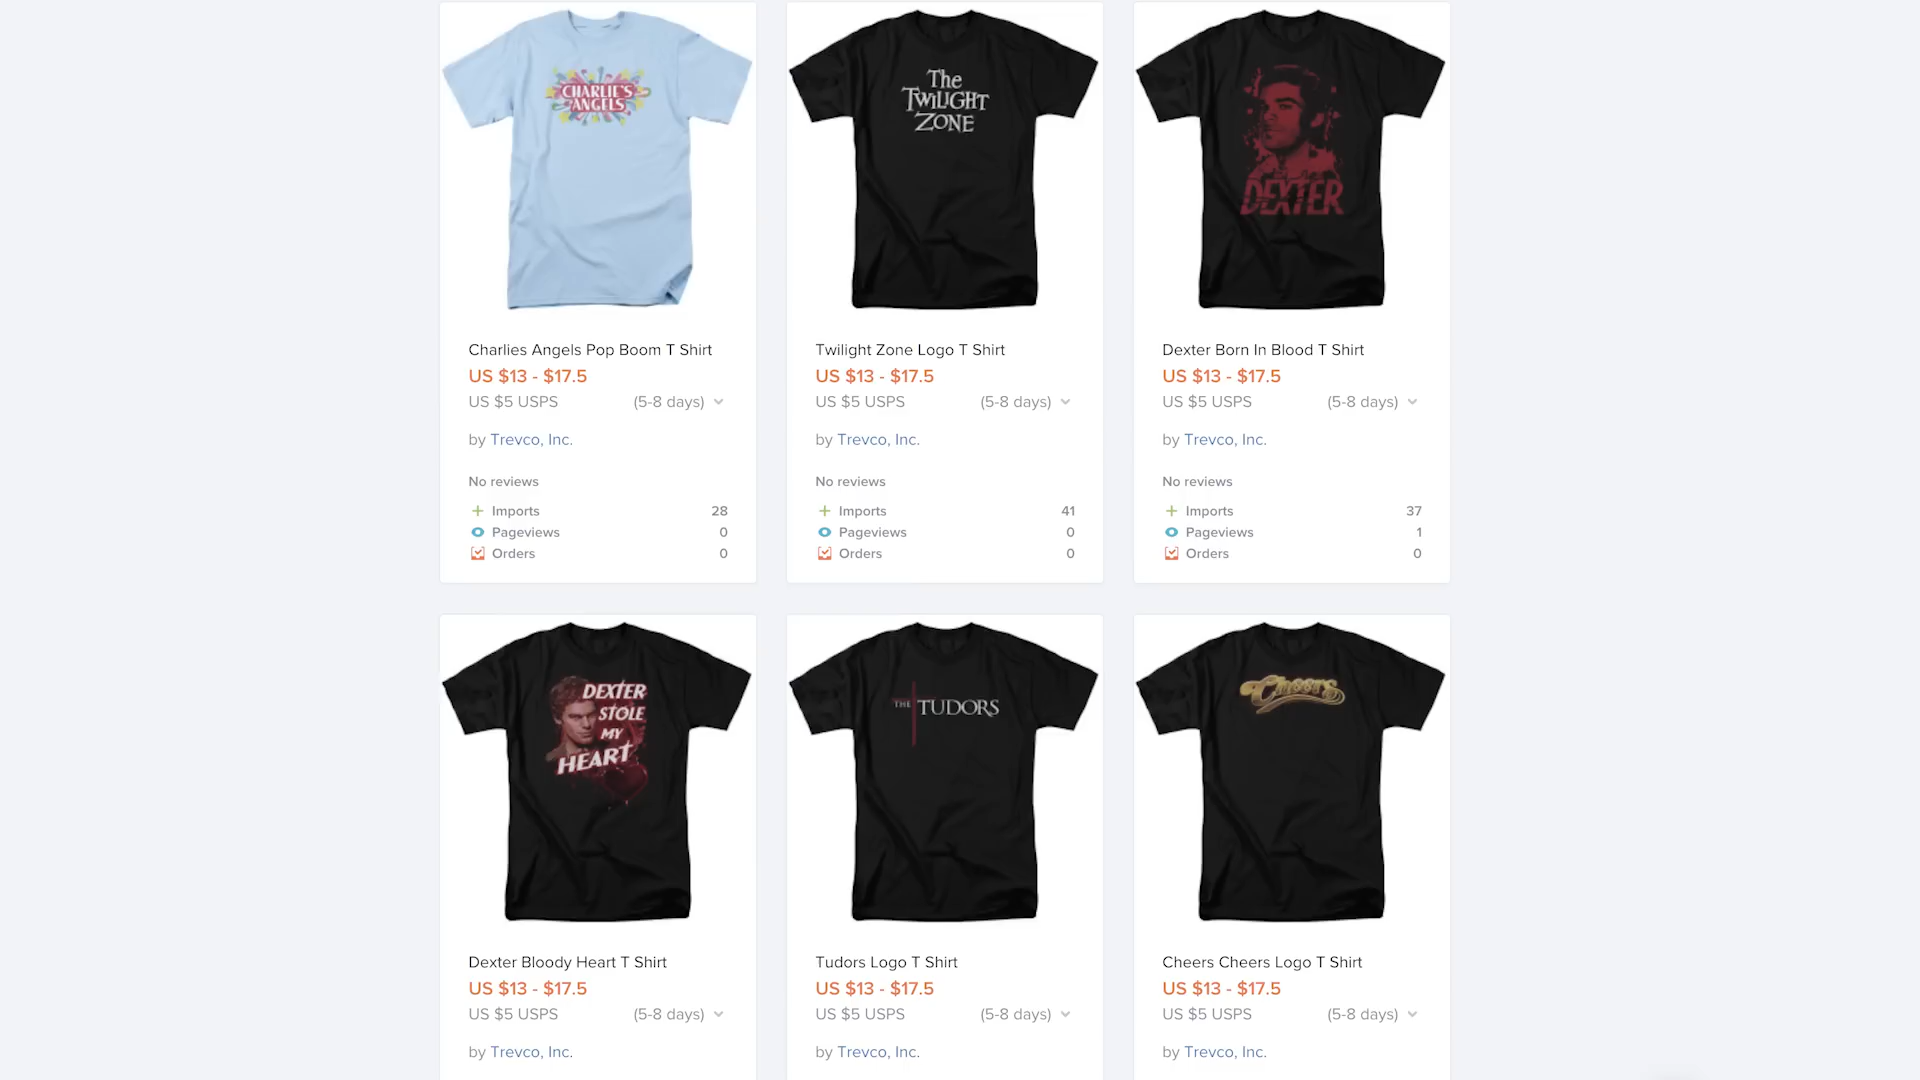 CHARLIE'S
ANGELS
The
TWILIGHT
ZONE
DEXTER
Charlies Angels Pop Boom T Shirt
US $13 - $17.5
US $5 USPS (5-8 days)
by Trevco, Inc.
No reviews
Imports 28
Pageviews 0
Orders 0
Twilight Zone Logo T Shirt
US $13 - $17.5
US $5 USPS (5-8 days)
by Trevco, Inc.
No reviews
Imports 41
Pageviews 0
Orders 0
Dexter Born In Blood T Shirt
US $13 - $17.5
US $5 USPS (5-8 days)
by Trevco, Inc.
No reviews
Imports 37
Pageviews 1
Orders 0
DEXTER
STOLE
MY
HEART
THE TUDORS
Cheers
Dexter Bloody Heart T Shirt
US $13 - $17.5
US $5 USPS (5-8 days)
by Trevco, Inc.
Tudors Logo T Shirt
US $13 - $17.5
US $5 USPS (5-8 days)
by Trevco, Inc.
Cheers Cheers Logo T Shirt
US $13 - $17.5
US $5 USPS (5-8 days)
by Trevco, Inc.